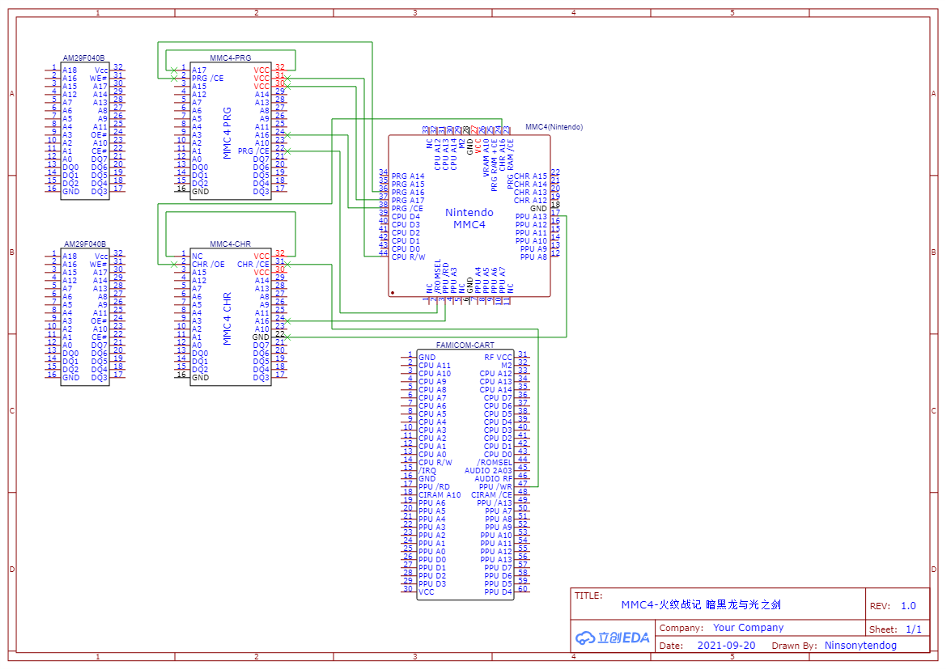 1 2 3 4 5
A
B
C
D
AM29F040B
1 A18 Vcc 32
2 A16 WE# 31
3 A15 A17 30
4 A12 A14 29
5 A7 A13 28
6 A6 A8 27
7 A5 A9 26
8 A4 A11 25
9 A3 OE# 24
10 A2 A10 23
11 A1 CE# 22
12 A0 DQ7 21
13 DQ0 DQ6 20
14 DQ1 DQ5 19
15 DQ2 DQ4 18
16 GND DQ3 17
MMC4-PRG
1 A17 VCC 32
2 PRG /CE VCC 31
3 A15 VCC 30
4 A12 A14 29
5 A7 A13 28
6 A6 A8 27
7 A5 A9 26
8 A4 A11 25
9 A3 A16 24
10 A2 A10 23
11 A1 PRG /CE 22
12 A0 DQ7 21
13 DQ0 DQ6 20
14 DQ1 DQ5 19
15 DQ2 DQ4 18
16 GND DQ3 17
MMC4 PRG
MMC4(Nintendo)
33 NC
32 CPU A12
31 CPU A13
30 CPU A14
29 M2
28 GND
27 VCC
26 VRAM A10
25 PRG RAM +CE
24 CHR A16
23 PRG RAM /CE
34 PRG A14
35 PRG A15
36 PRG A16
37 PRG A17
38 PRG /CE
39 CPU D4
40 CPU D3
41 CPU D2
42 CPU D1
43 CPU D0
44 CPU R/W
Nintendo
MMC4
CHR A15 22
CHR A14 21
CHR A13 20
CHR A12 19
GND 18
PPU A13 17
PPU A12 16
PPU A11 15
PPU A10 14
PPU A9 13
PPU A8 12
1 NC
2 /ROMSEL
3 PPU /RD
4 PPU A3
5 NC
6 GND
7 PPU A4
8 PPU A5
9 PPU A6
10 PPU A7
11 NC
AM29F040B
1 A18 Vcc 32
2 A16 WE# 31
3 A15 A17 30
4 A12 A14 29
5 A7 A13 28
6 A6 A8 27
7 A5 A9 26
8 A4 A11 25
9 A3 OE# 24
10 A2 A10 23
11 A1 CE# 22
12 A0 DQ7 21
13 DQ0 DQ6 20
14 DQ1 DQ5 19
15 DQ2 DQ4 18
16 GND DQ3 17
MMC4-CHR
1 NC VCC 32
2 CHR /OE CHR /CE 31
3 A15 VCC 30
4 A12 A14 29
5 A7 A13 28
6 A6 A8 27
7 A5 A9 26
8 A4 A11 25
9 A3 A16 24
10 A2 A10 23
11 A1 GND 22
12 A0 DQ7 21
13 DQ0 DQ6 20
14 DQ1 DQ5 19
15 DQ2 DQ4 18
16 GND DQ3 17
MMC4 CHR
FAMICOM-CART
1 GND RF VCC 31
2 CPU A11 M2 32
3 CPU A10 CPU A12 33
4 CPU A9 CPU A13 34
5 CPU A8 CPU A14 35
6 CPU A7 CPU D7 36
7 CPU A6 CPU D6 37
8 CPU A5 CPU D5 38
9 CPU A4 CPU D4 39
10 CPU A3 CPU D3 40
11 CPU A2 CPU D2 41
12 CPU A1 CPU D1 42
13 CPU A0 CPU D0 43
14 CPU R/W /ROMSEL 44
15 /IRQ AUDIO 2A03 45
16 GND AUDIO RF 46
17 PPU /RD PPU /WR 47
18 CIRAM A10 CIRAM /CE 48
19 PPU A6 PPU /A13 49
20 PPU A5 PPU A7 50
21 PPU A4 PPU A8 51
22 PPU A3 PPU A9 52
23 PPU A2 PPU A10 53
24 PPU A1 PPU A11 54
25 PPU A0 PPU A12 55
26 PPU D0 PPU A13 56
27 PPU D1 PPU D7 57
28 PPU D2 PPU D6 58
29 PPU D3 PPU D5 59
30 VCC PPU D4 60
TITLE:
MMC4-火纹战记 暗黑龙与光之剑
REV: 1.0
立创EDA
Company: Your Company
Sheet: 1/1
Date: 2021-09-20 Drawn By: Ninsonytendog
1 2 3 4 5
A
B
C
D